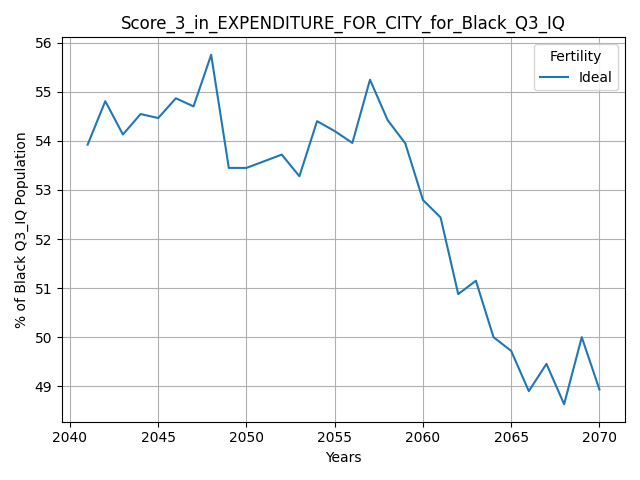 Score_3_in_EXPENDITURE_FOR_CITY_for_Black_Q3_IQ
Fertility
Ideal
% of Black Q3_IQ Population
56
55
54
53
52
51
50
49
2040 2045 2050 2055 2060 2065 2070
Years